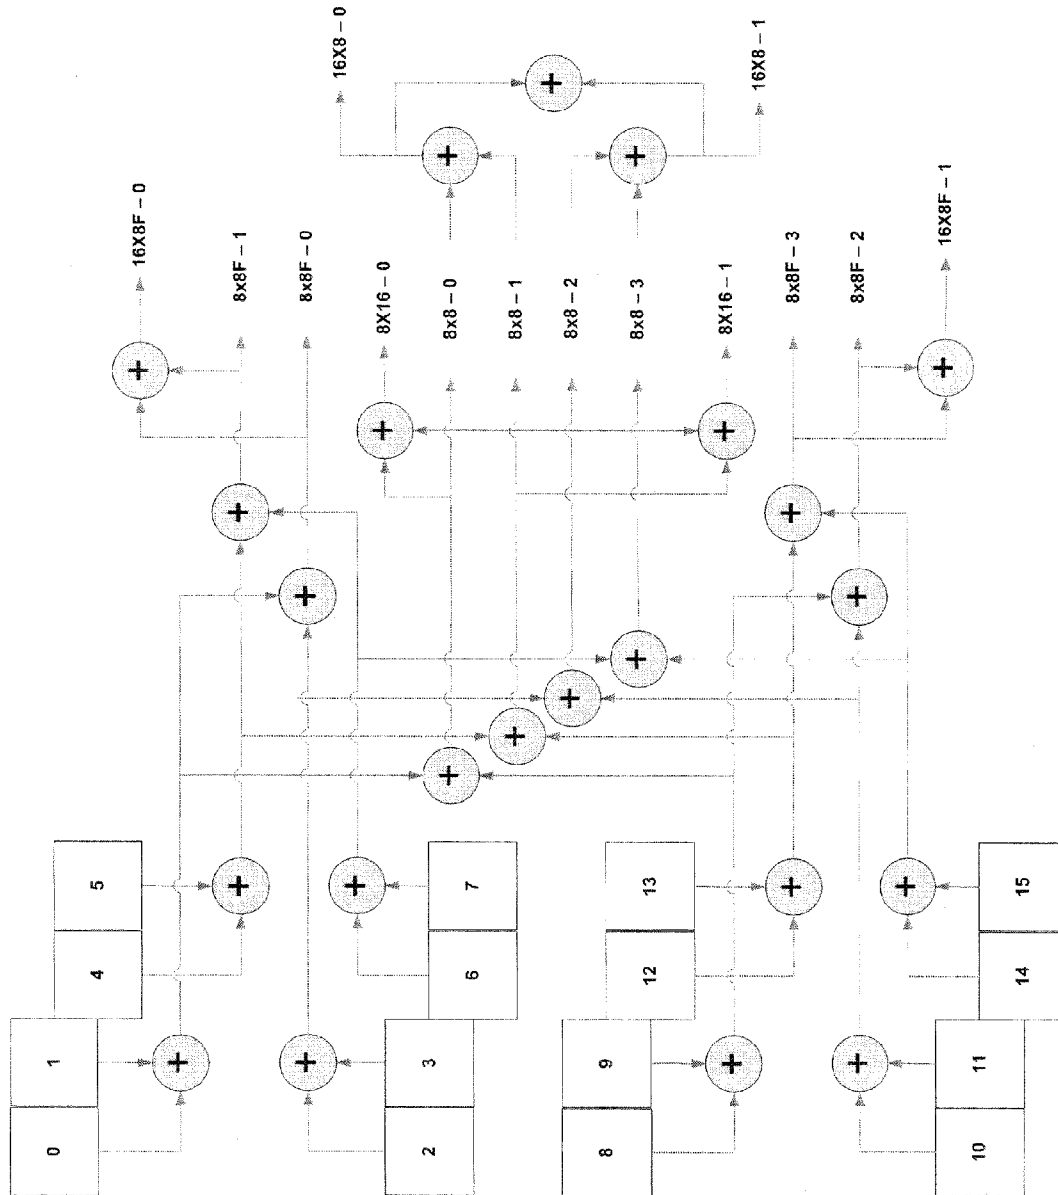 0
1
4
5
16X8F – 0
8x8F – 1
8x8F – 0
16X8 – 0
8X16 – 0
2
3
6
7
8x8 – 0
8x8 – 1
8x8 – 2
8
9
12
13
8x8 – 3
8X16 – 1
16X8 – 1
8x8F – 3
8x8F – 2
16X8F – 1
10
11
14
15